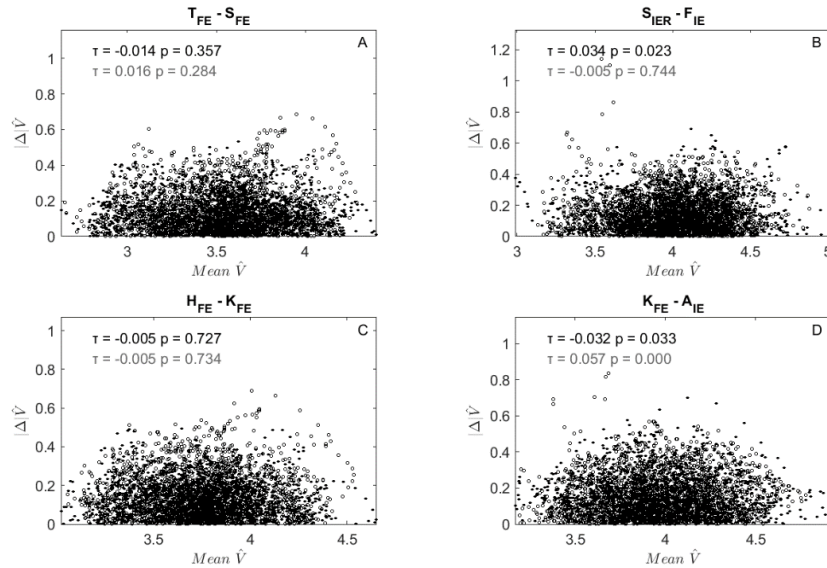 T_FE - S_FE
A
τ = -0.014 p = 0.357
τ = 0.016 p = 0.284
1
0.8
0.6
0.4
0.2
0
|Δ|V̂
3
3.5
4
Mean V̂
S_IER - F_IE
B
τ = 0.034 p = 0.023
τ = -0.005 p = 0.744
1.2
1
0.8
0.6
0.4
0.2
0
|Δ|V̂
3
3.5
4
4.5
5
Mean V̂
H_FE - K_FE
C
τ = -0.005 p = 0.727
τ = -0.005 p = 0.734
1
0.8
0.6
0.4
0.2
0
|Δ|V̂
3.5
4
4.5
Mean V̂
K_FE - A_IE
D
τ = -0.032 p = 0.033
τ = 0.057 p = 0.000
1
0.8
0.6
0.4
0.2
0
|Δ|V̂
3.5
4
4.5
Mean V̂